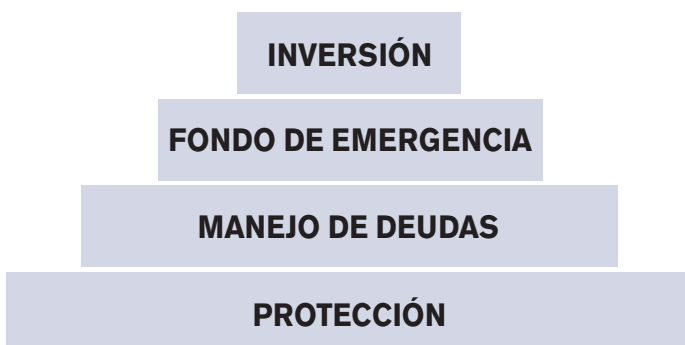 INVERSIÓN
FONDO DE EMERGENCIA
MANEJO DE DEUDAS
PROTECCIÓN